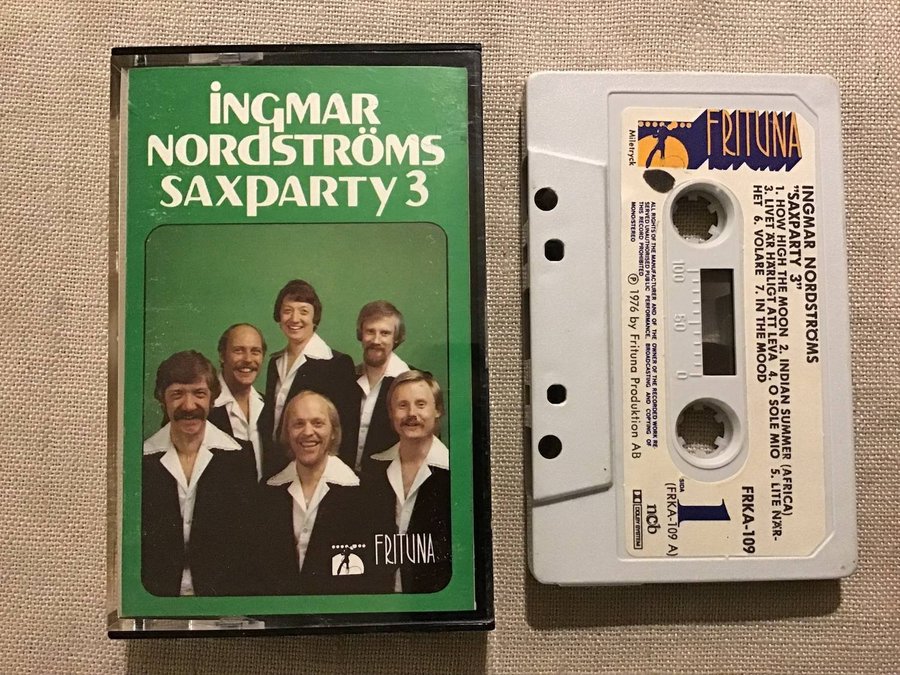 iNGMAR
NORdSTRÖMS
SAXPARTY 3
FRITUNA
FRITUNA
Miletryck
INGMAR NORDSTRÖMS
"SAXPARTY 3"
1. HOW HIGH THE MOON 2. INDIAN SUMMER (AFRICA)
3. LIVET ÄR HÄRLIGT ATT LEVA 4. O SOLE MIO 5. LITE NÄR-
HET 6. VOLARE 7. IN THE MOOD
100 50 0
ALL RIGHTS OF THE MANUFACTURER AND OF THE OWNER OF THE RECORDED WORK RE-
SERVED UNAUTHORISED PUBLIC PERFORMANCE, BROADCASTING AND COPYING OF
THIS RECORD PROHIBITED
MONO/STEREO
Ⓟ 1976 by Frituna Produktion AB
FRKA-109
SIDA
1
(FRKA-109 A)
ncb
DOLBY SYSTEM